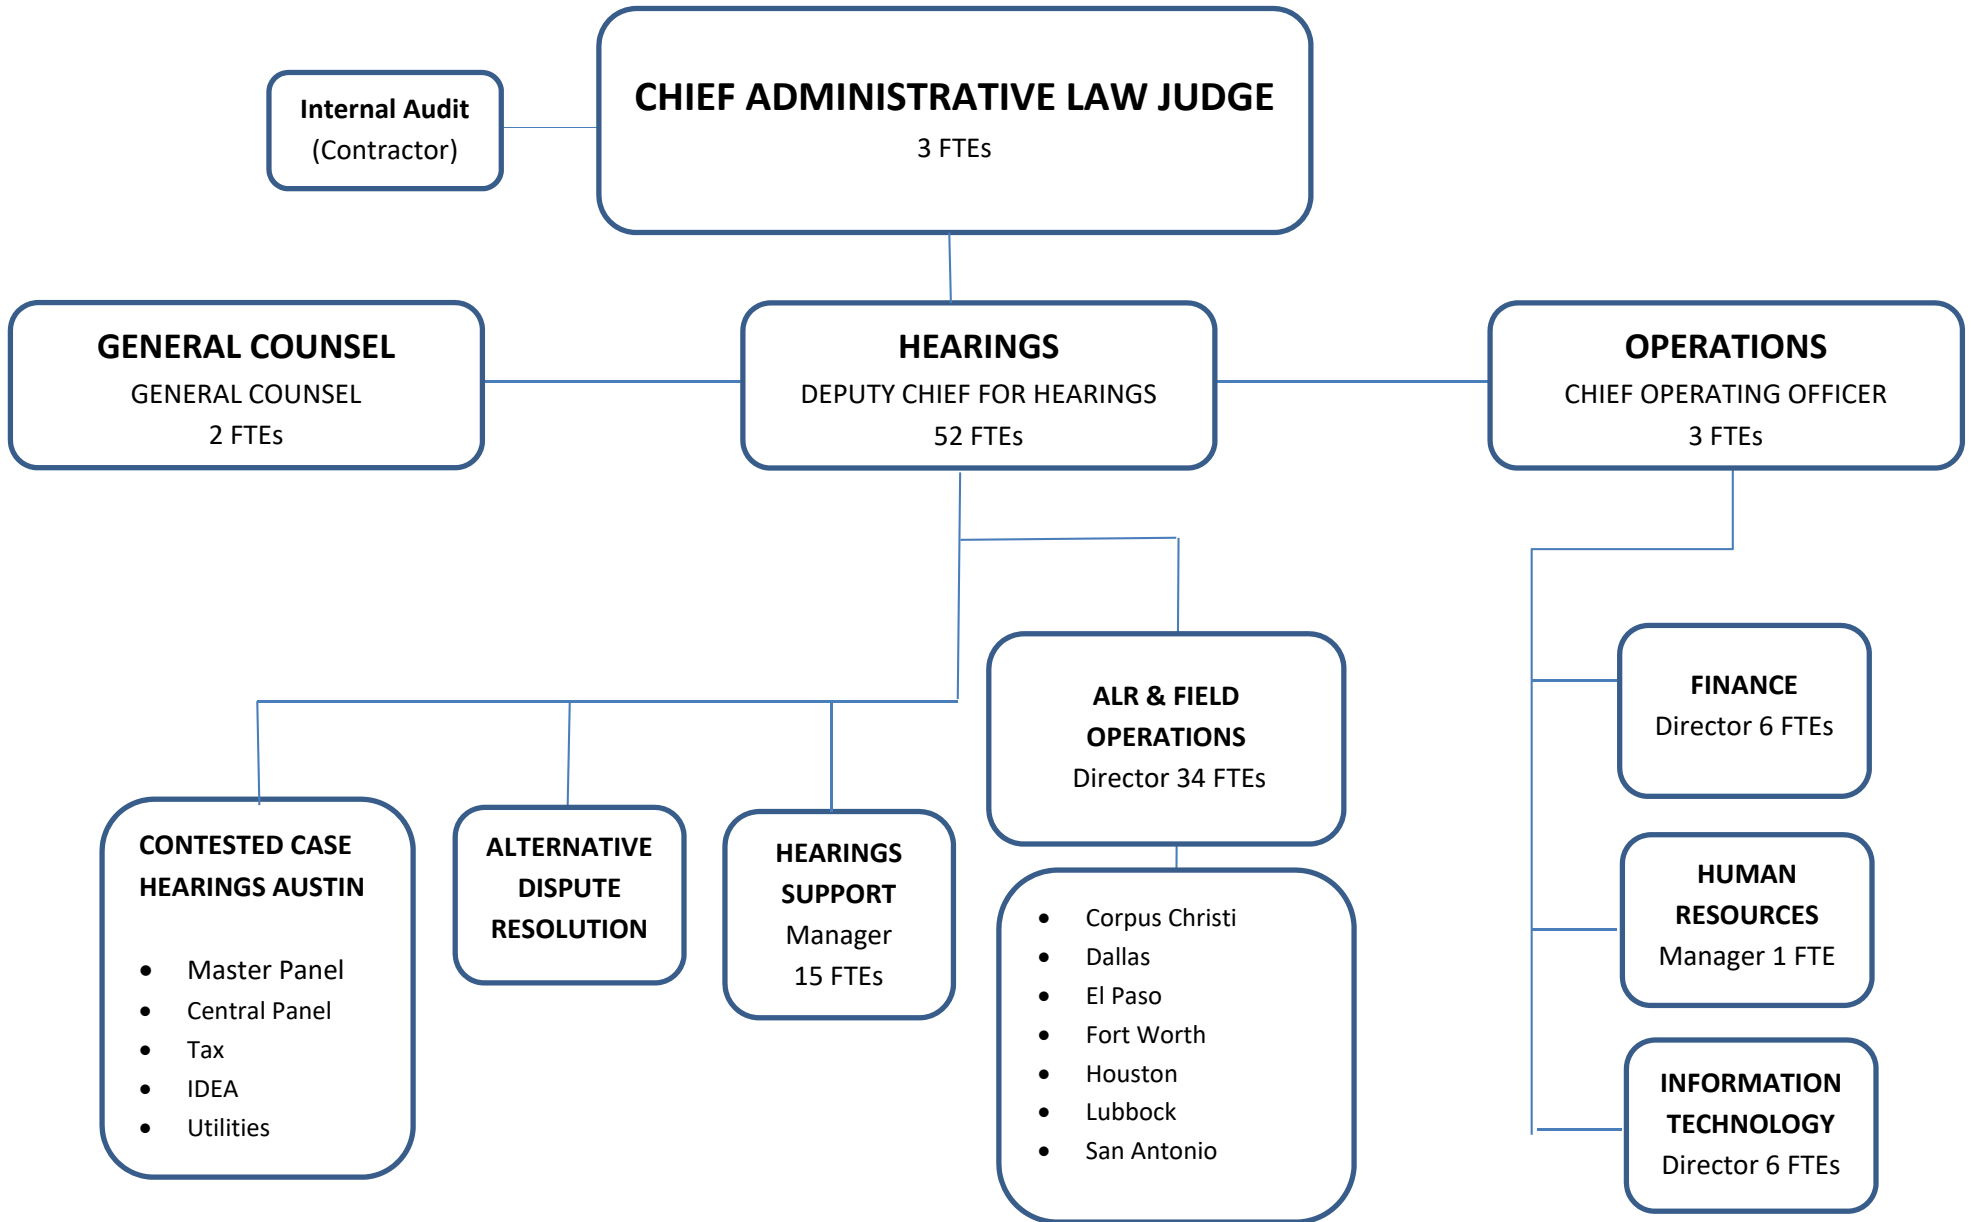 CHIEF ADMINISTRATIVE LAW JUDGE
3 FTEs
Internal Audit
(Contractor)
GENERAL COUNSEL
GENERAL COUNSEL
2 FTEs
HEARINGS
DEPUTY CHIEF FOR HEARINGS
52 FTEs
OPERATIONS
CHIEF OPERATING OFFICER
3 FTEs
CONTESTED CASE
HEARINGS AUSTIN
• Master Panel
• Central Panel
• Tax
• IDEA
• Utilities
ALTERNATIVE
DISPUTE
RESOLUTION
HEARINGS
SUPPORT
Manager
15 FTEs
ALR & FIELD
OPERATIONS
Director 34 FTEs
• Corpus Christi
• Dallas
• El Paso
• Fort Worth
• Houston
• Lubbock
• San Antonio
FINANCE
Director 6 FTEs
HUMAN
RESOURCES
Manager 1 FTE
INFORMATION
TECHNOLOGY
Director 6 FTEs